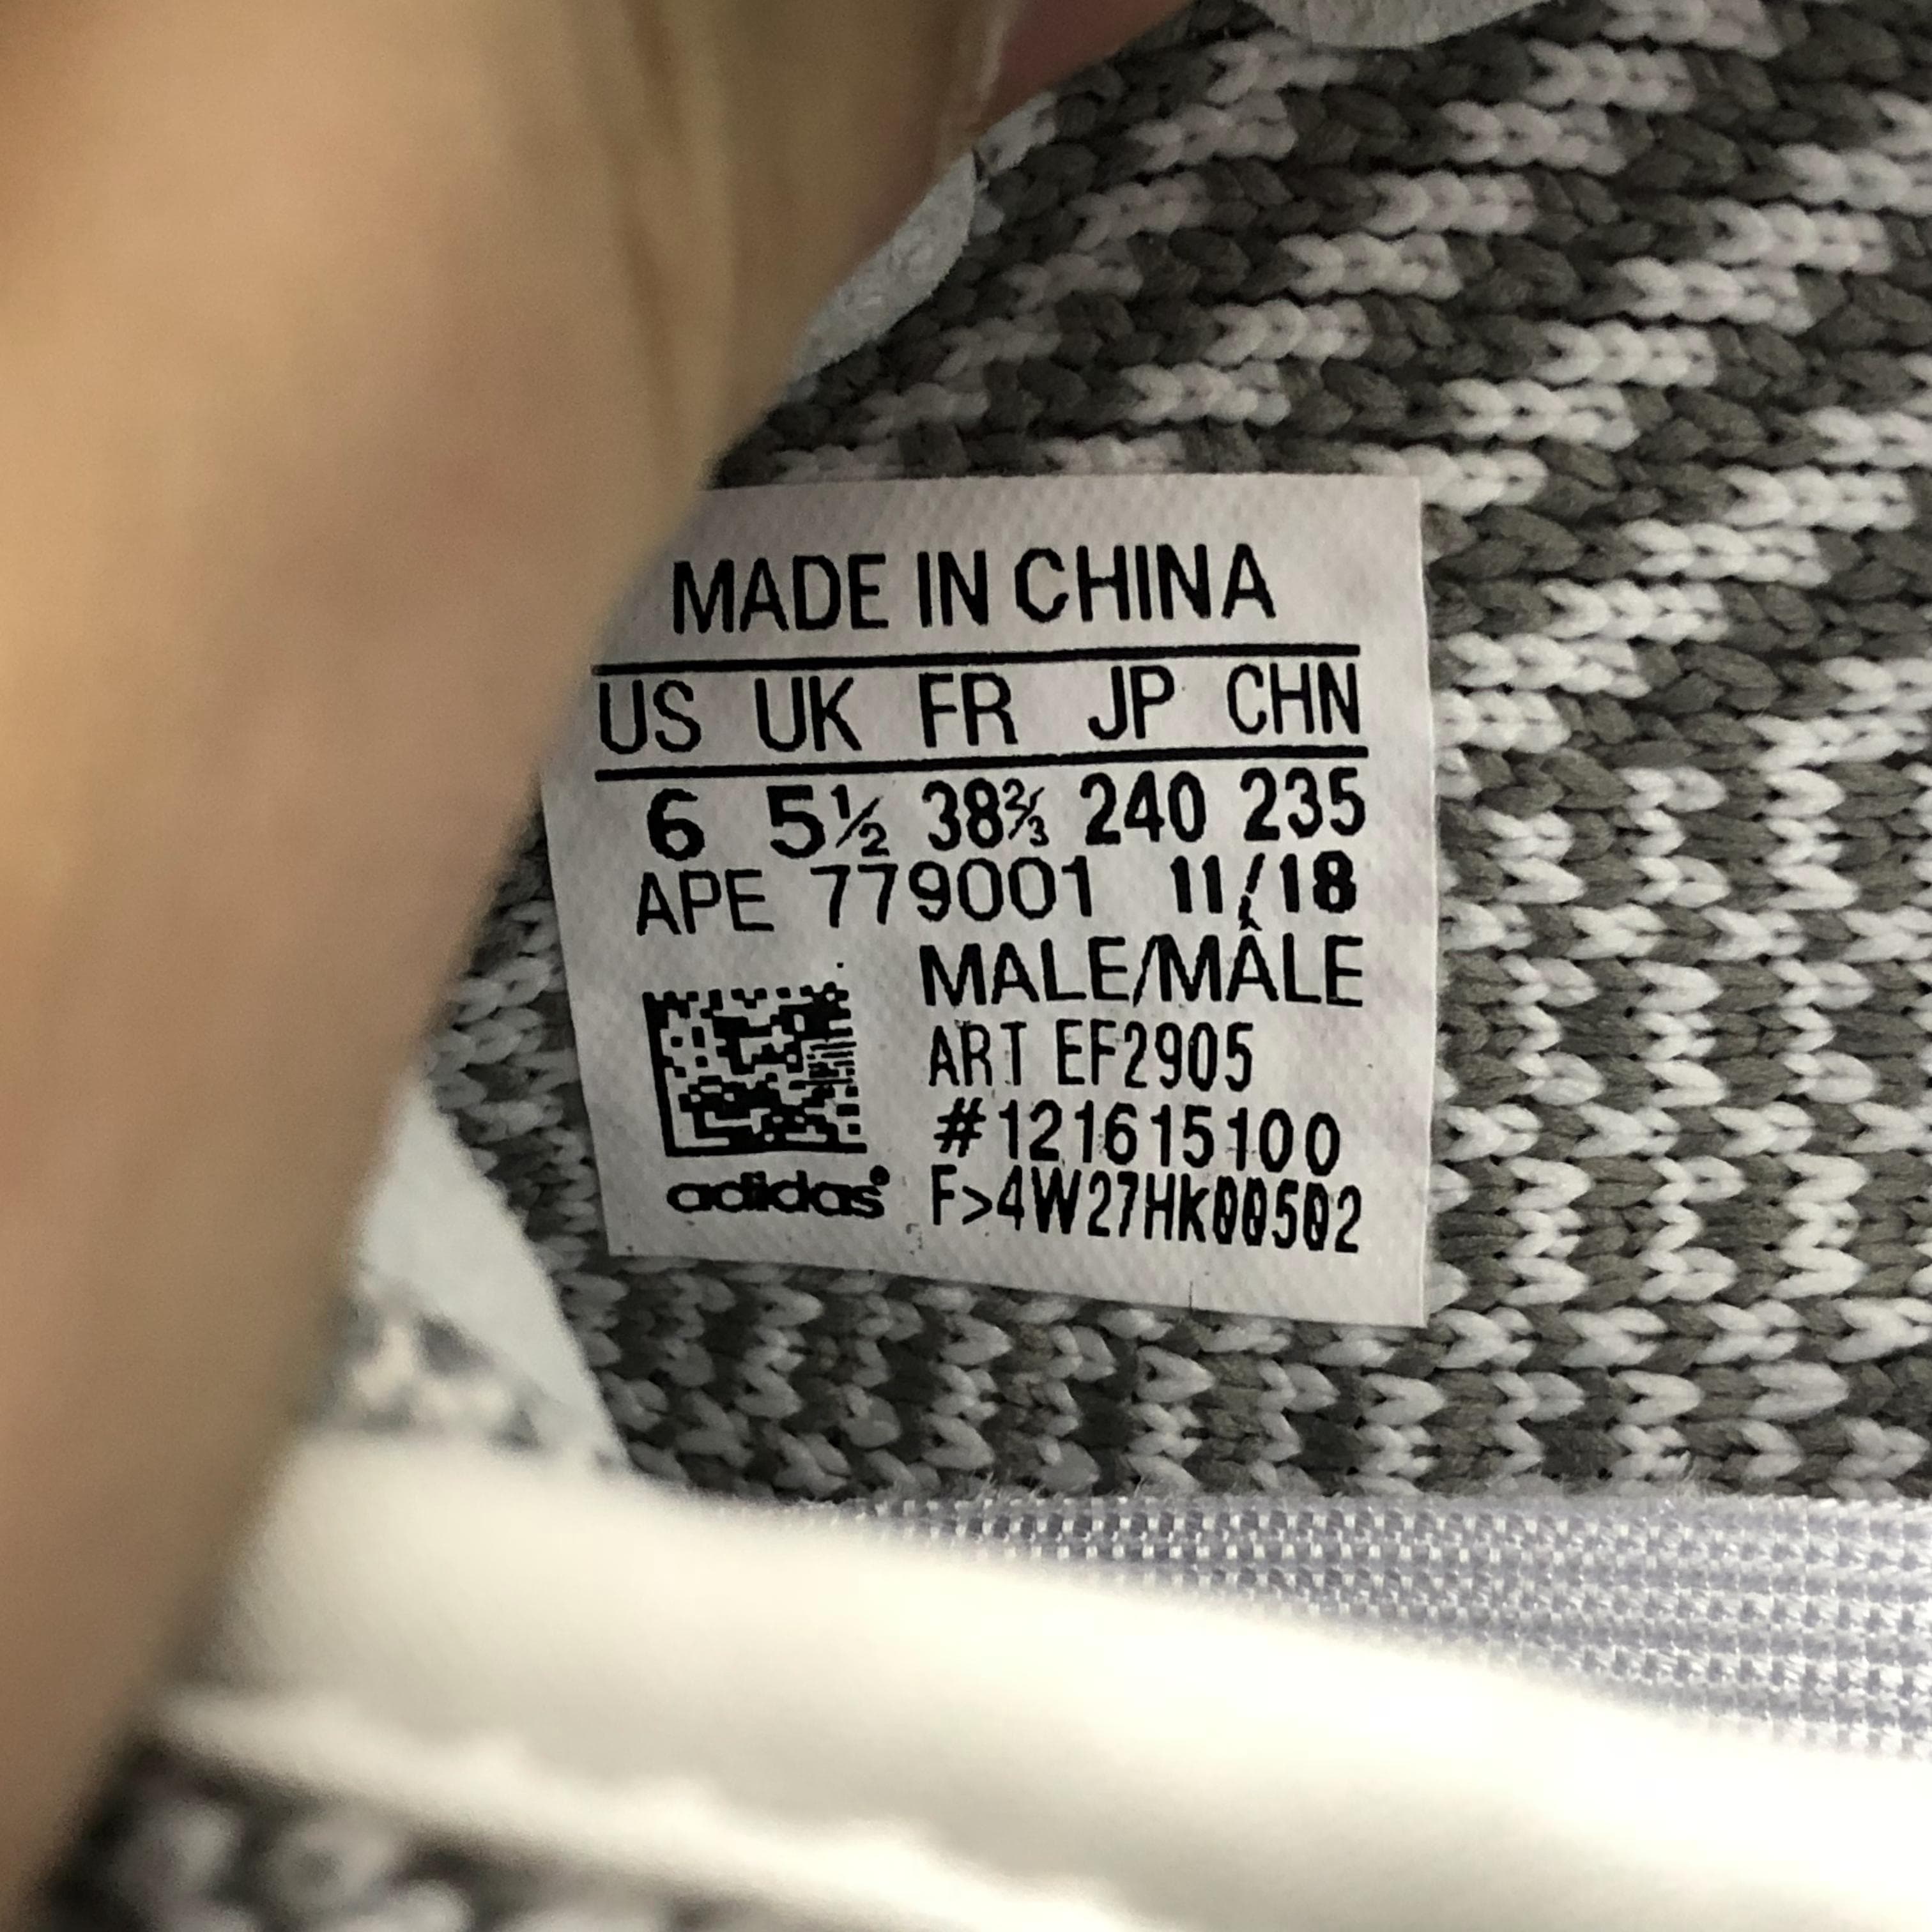 MADE IN CHINA
US UK FR JP CHN
6 5½ 38⅔ 240 235
APE 779001 11/18
MALE/MÂLE
ART EF2905
#121615100
F>4W27HK00502
adidas